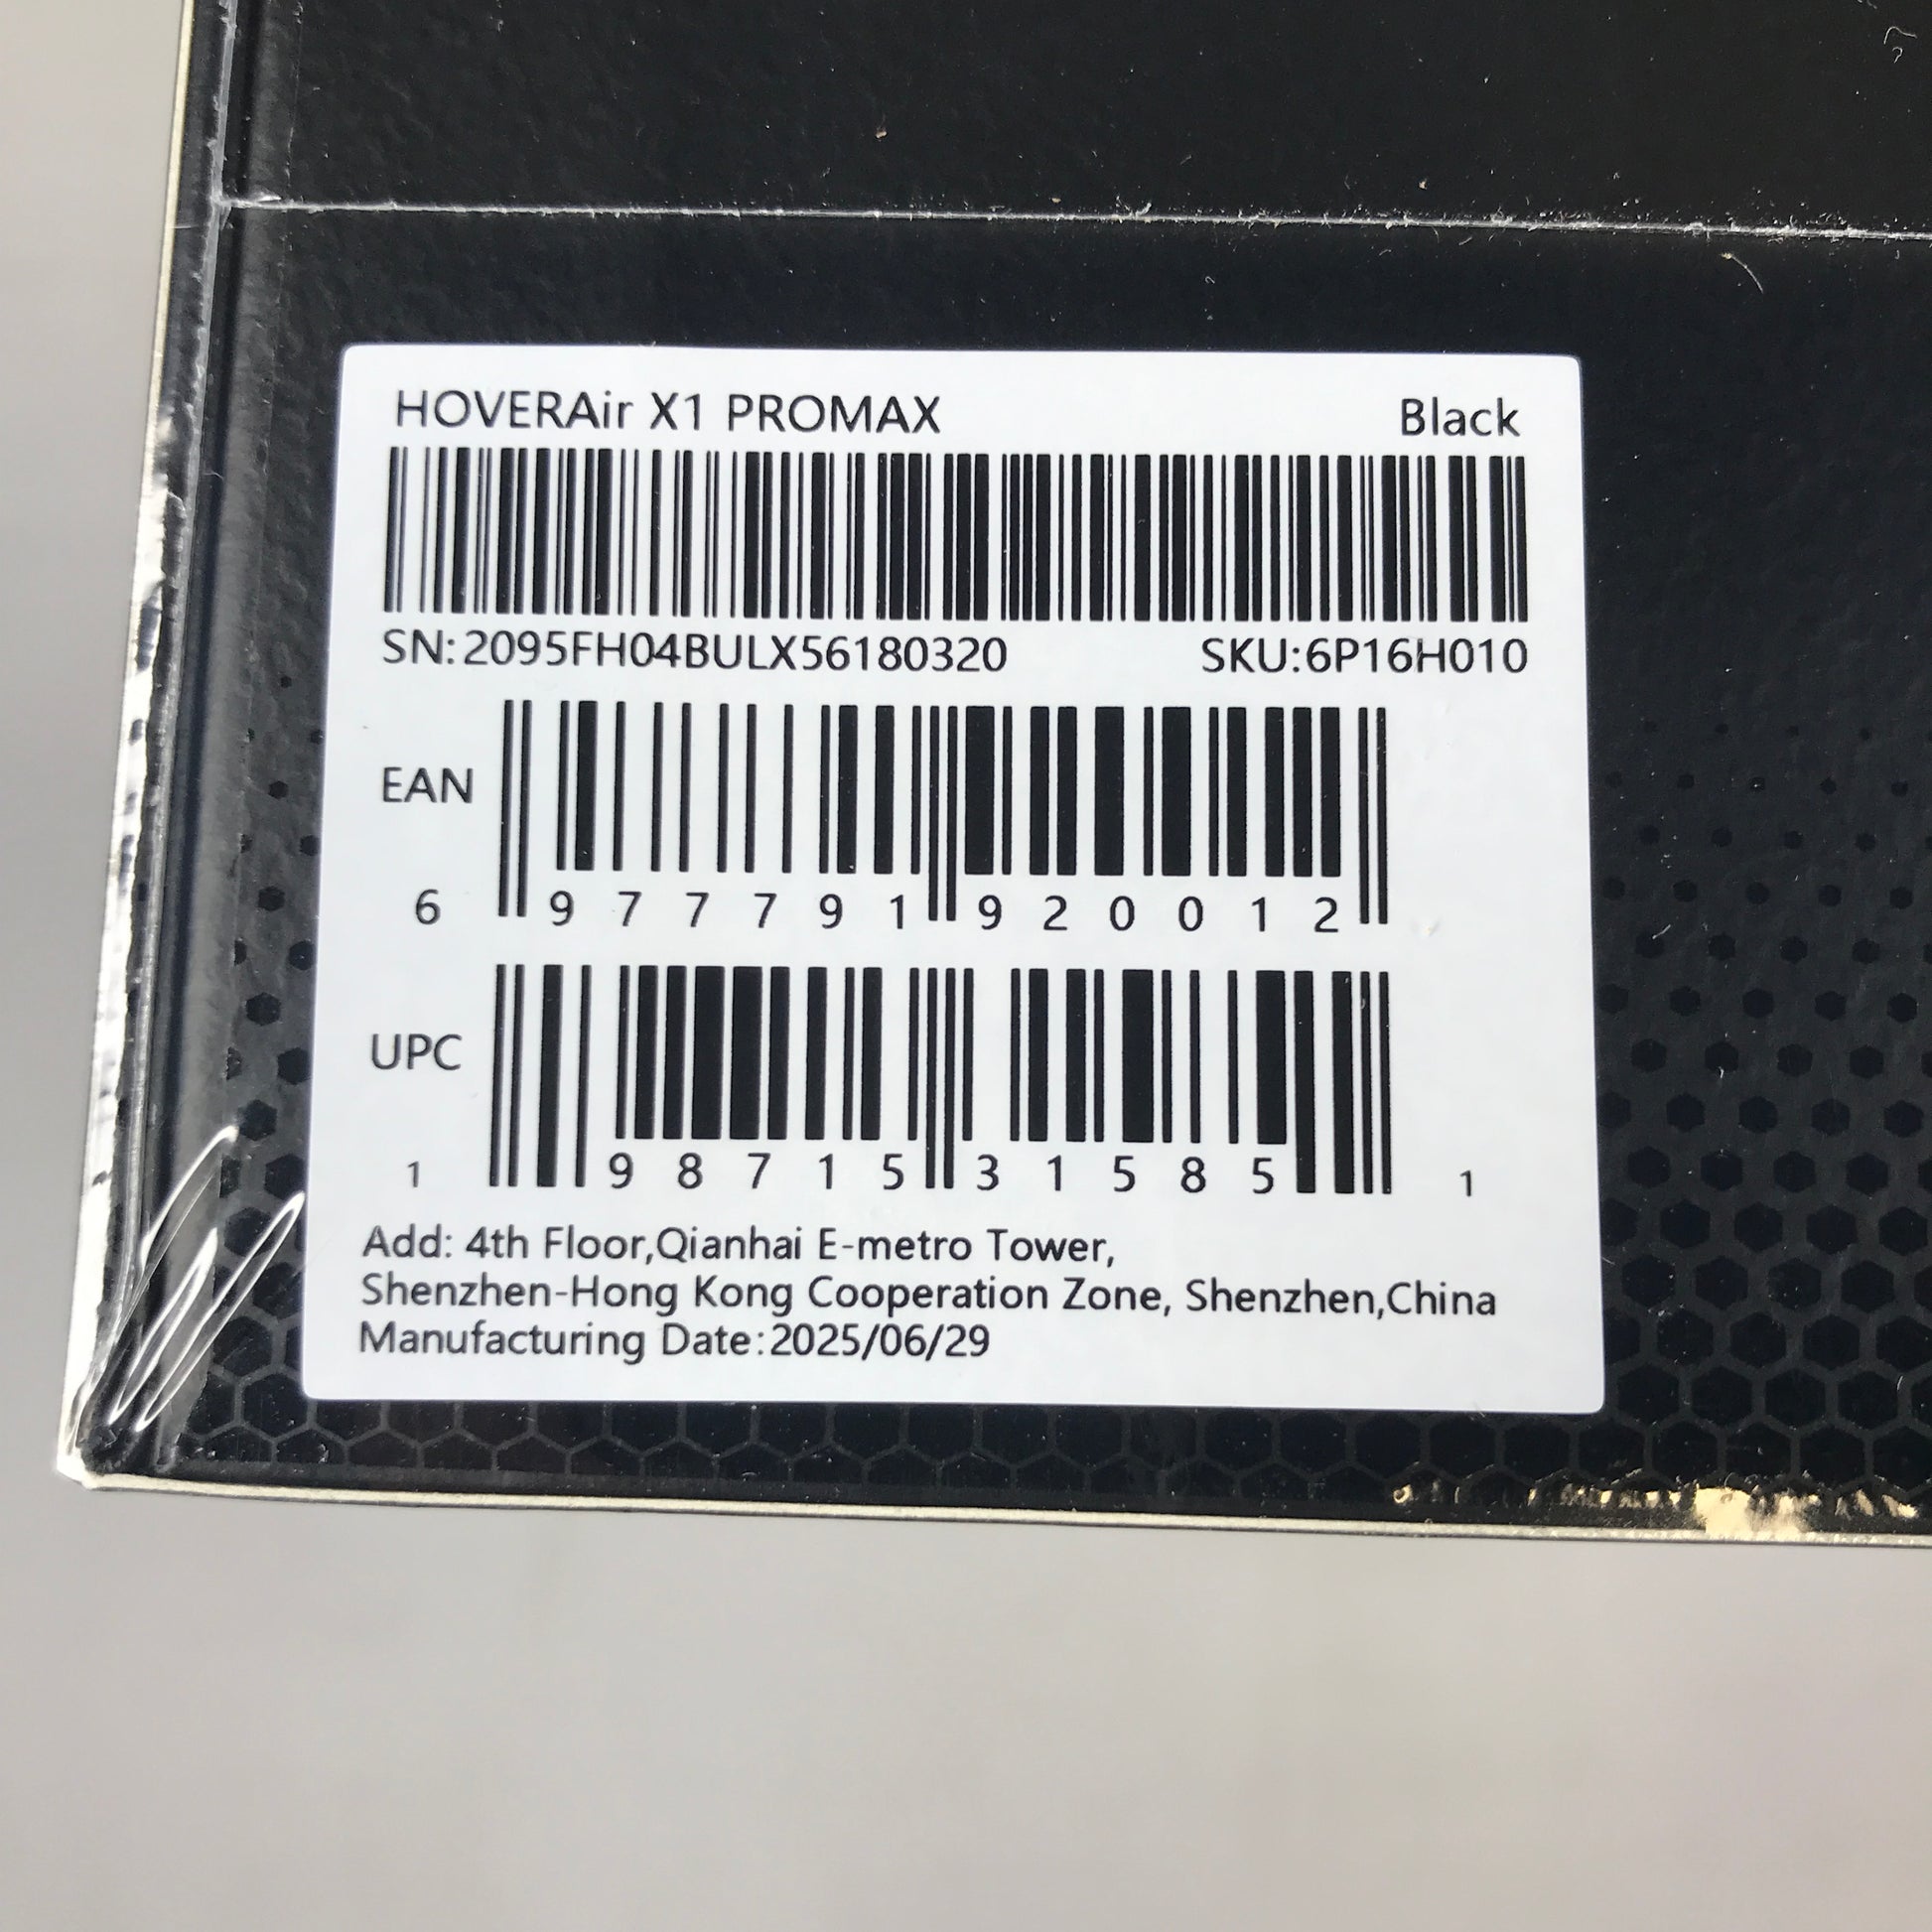 HOVERAir X1 PROMAX Black
SN:2095FH04BULX56180320 SKU:6P16H010
EAN
6 977791 920012
UPC
1 98715 31585 1
Add: 4th Floor,Qianhai E-metro Tower,
Shenzhen-Hong Kong Cooperation Zone, Shenzhen,China
Manufacturing Date:2025/06/29